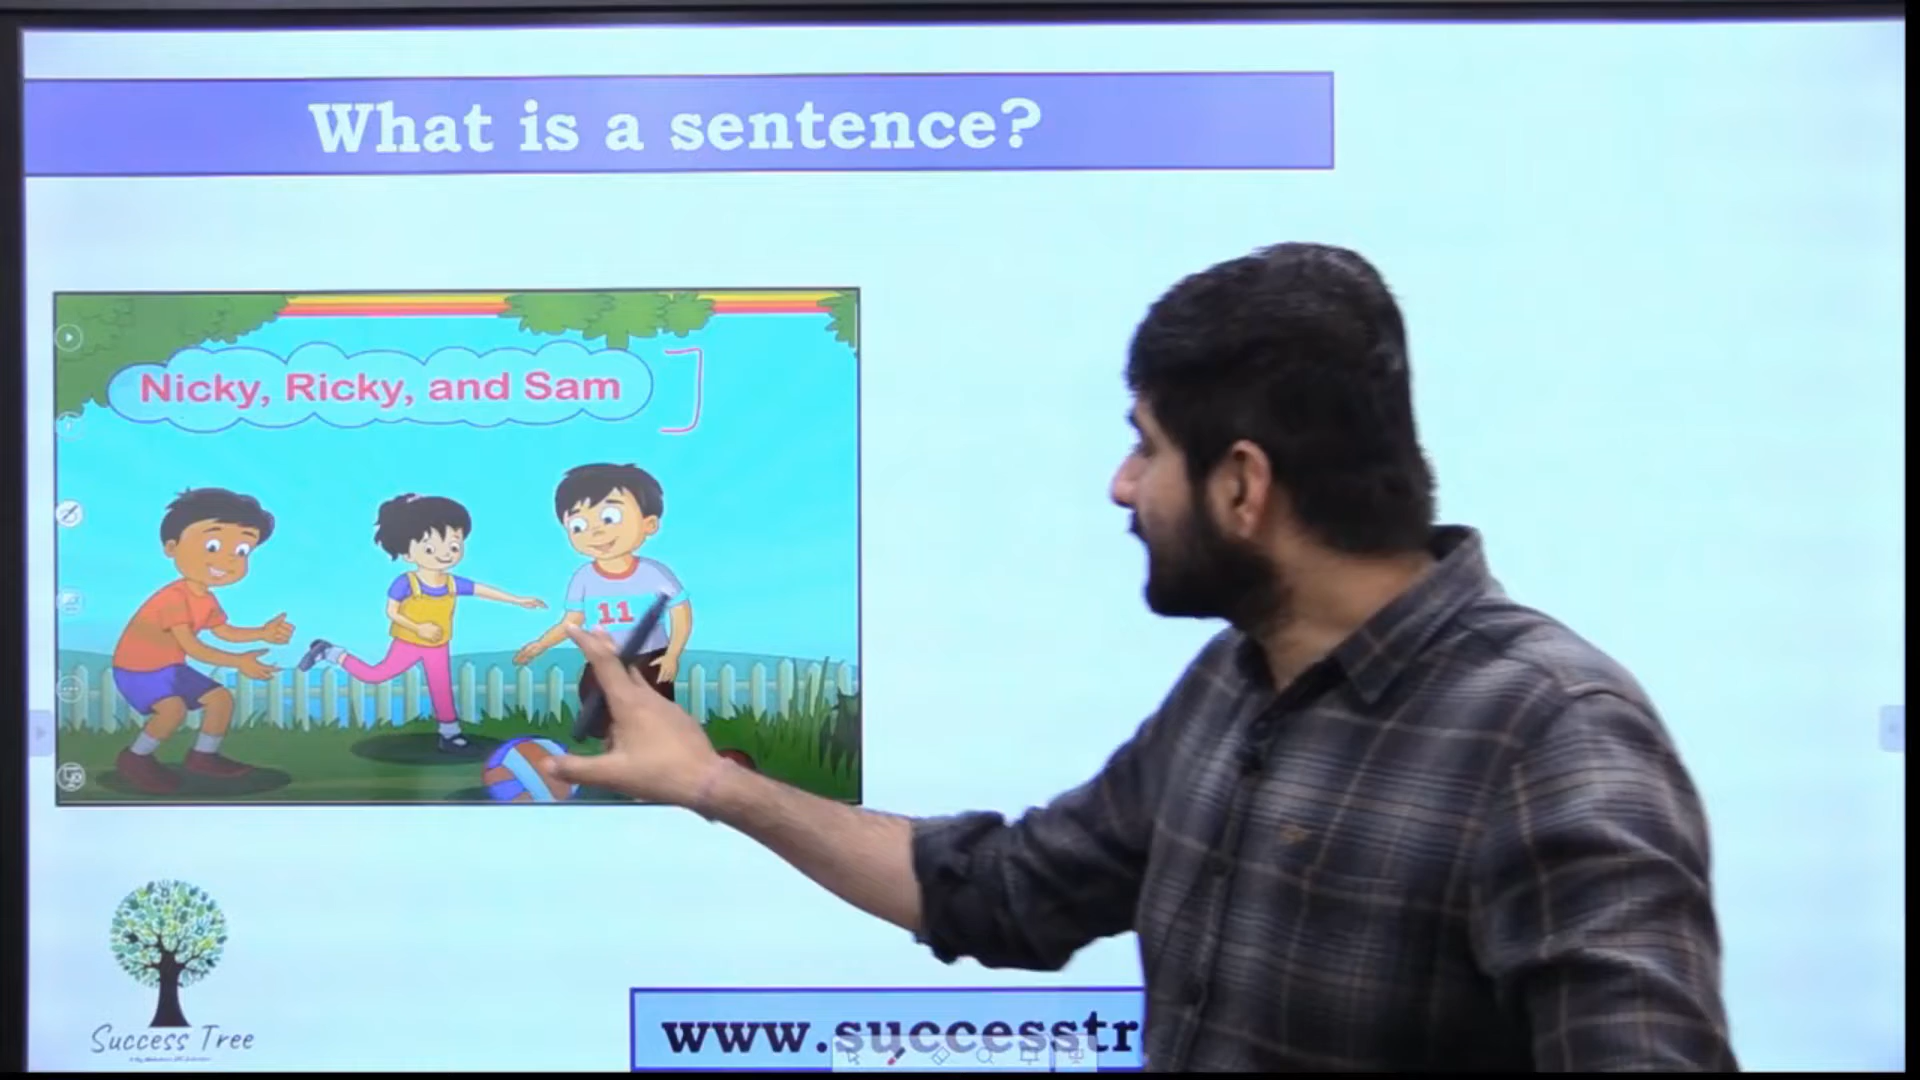 What is a sentence?
Nicky, Ricky, and Sam
11
Success Tree
www.successtr